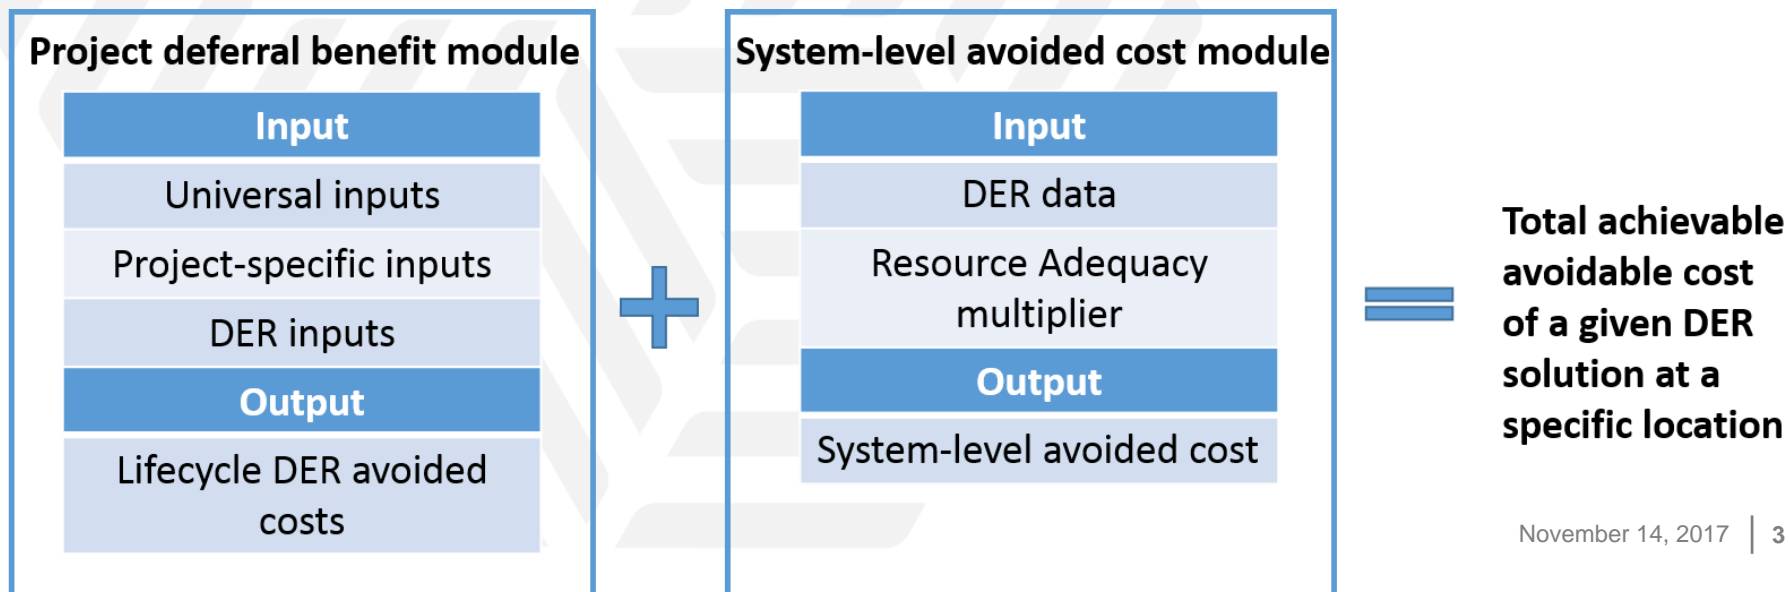 Project deferral benefit module
Input
Universal inputs
Project-specific inputs
DER inputs
Output
Lifecycle DER avoided
costs
System-level avoided cost module
Input
DER data
Resource Adequacy
multiplier
Output
System-level avoided cost
Total achievable
avoidable cost
of a given DER
solution at a
specific location
November 14, 2017 | 3